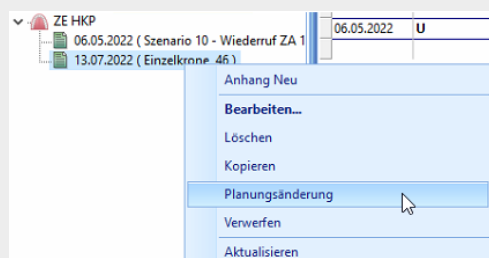 ZE HKP
06.05.2022 ( Szenario 10 - Wiederruf ZA 1
13.07.2022 ( Einzelkrone 46 )
06.05.2022 U
Anhang Neu
Bearbeiten...
Löschen
Kopieren
Planungsänderung
Verwerfen
Aktualisieren